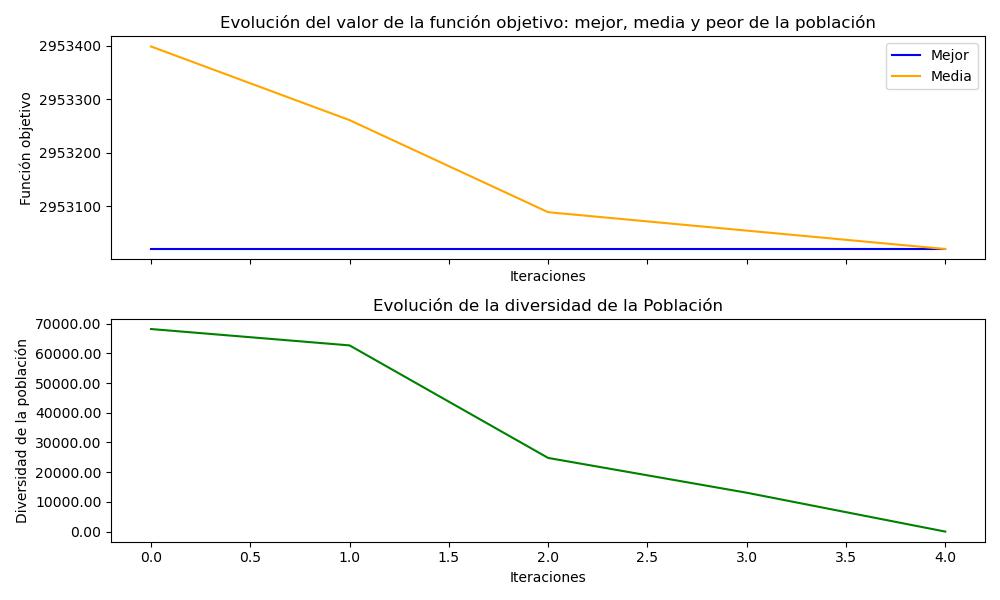 Evolución del valor de la función objetivo: mejor, media y peor de la población
2953400
2953300
2953200
2953100
Función objetivo
Mejor
Media
Iteraciones
Evolución de la diversidad de la Población
70000.00
60000.00
50000.00
40000.00
30000.00
20000.00
10000.00
0.00
Diversidad de la población
0.0 0.5 1.0 1.5 2.0 2.5 3.0 3.5 4.0
Iteraciones